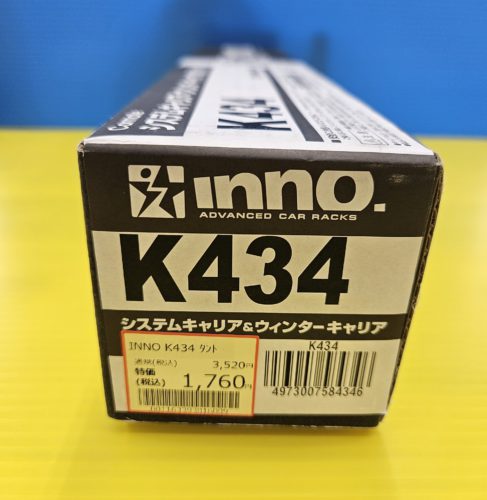 K434
inno.
ADVANCED CAR RACKS
K434
システムキャリア&ウィンターキャリア
INNO K434 タント
通常(税込) 3,520円
特価
(税込) 1,760円
K434
4973007584346